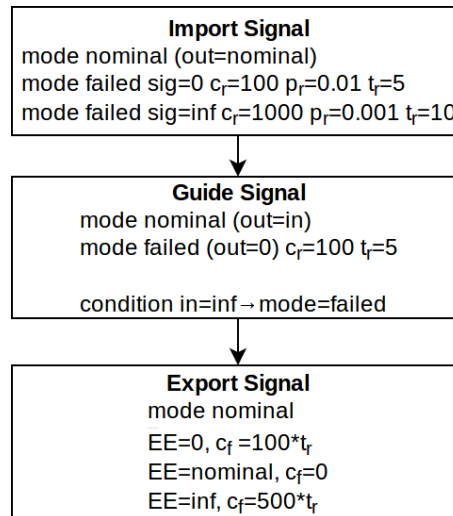 Import Signal
mode nominal (out=nominal)
mode failed sig=0 cᵣ=100 pᵣ=0.01 tᵣ=5
mode failed sig=inf cᵣ=1000 pᵣ=0.001 tᵣ=10
Guide Signal
mode nominal (out=in)
mode failed (out=0) cᵣ=100 tᵣ=5
condition in=inf→mode=failed
Export Signal
mode nominal
EE=0, c_f =100*tᵣ
EE=nominal, c_f=0
EE=inf, c_f=500*tᵣ